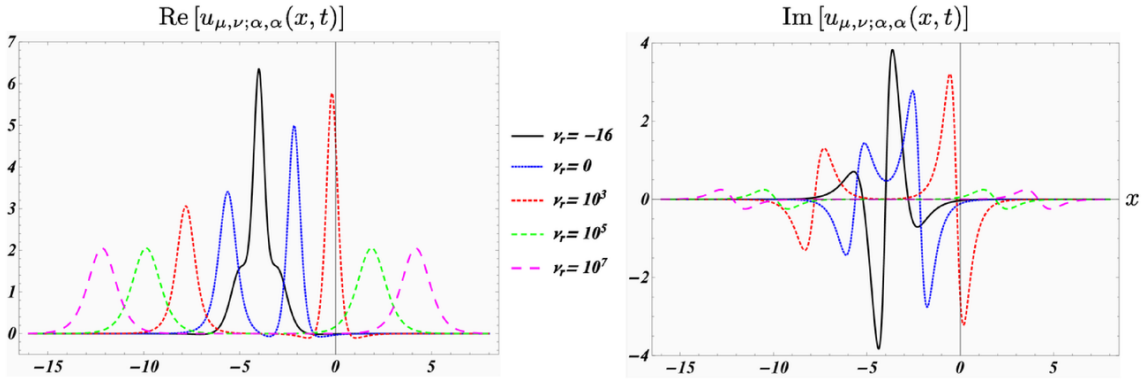 Re [u_{μ,ν;α,α}(x, t)]
7
6
5
4
3
2
1
0
−15 −10 −5 0 5
ν_r = −16
ν_r = 0
ν_r = 10^3
ν_r = 10^5
ν_r = 10^7
Im [u_{μ,ν;α,α}(x, t)]
4
2
0
−2
−4
−15 −10 −5 0 5
x